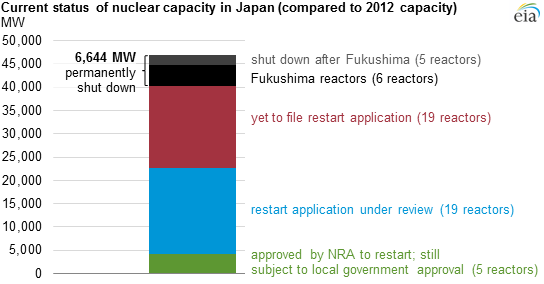 Current status of nuclear capacity in Japan (compared to 2012 capacity)
MW
eia
50,000
45,000
40,000
35,000
30,000
25,000
20,000
15,000
10,000
5,000
0
6,644 MW
permanently
shut down
shut down after Fukushima (5 reactors)
Fukushima reactors (6 reactors)
yet to file restart application (19 reactors)
restart application under review (19 reactors)
approved by NRA to restart; still
subject to local government approval (5 reactors)